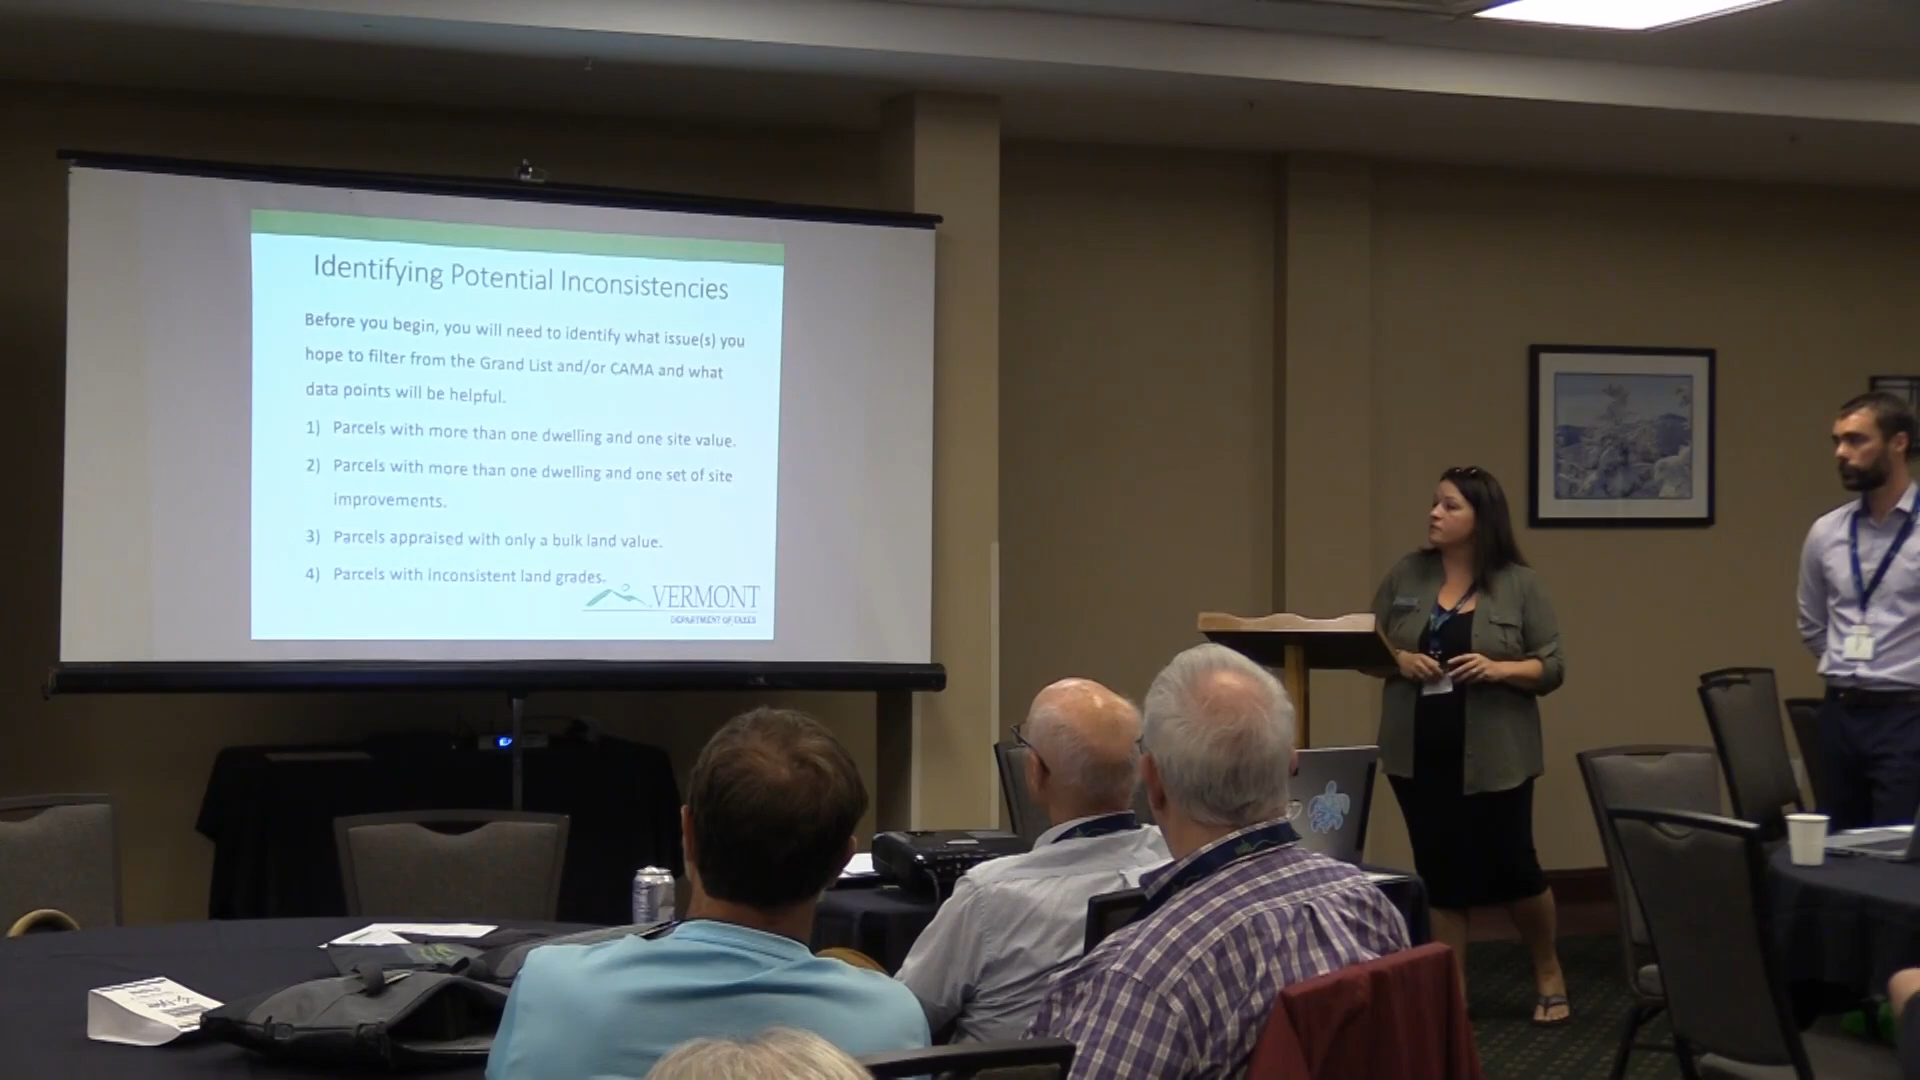 Identifying Potential Inconsistencies
Before you begin, you will need to identify what issue(s) you
hope to filter from the Grand List and/or CAMA and what
data points will be helpful.
1) Parcels with more than one dwelling and one site value.
2) Parcels with more than one dwelling and one set of site
improvements.
3) Parcels appraised with only a bulk land value.
4) Parcels with inconsistent land grades.
VERMONT
DEPARTMENT OF TAXES